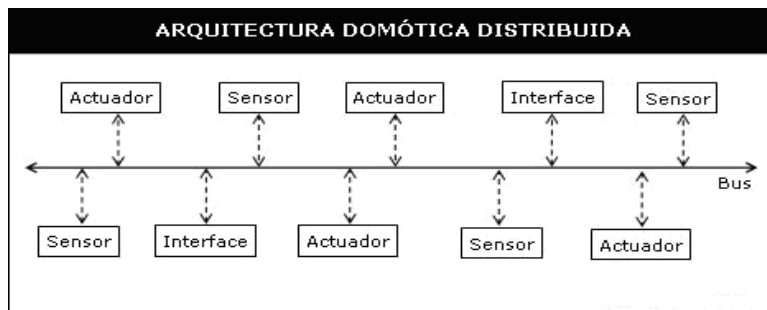 ARQUITECTURA DOMÓTICA DISTRIBUIDA
Actuador Sensor Actuador Interface Sensor
Bus
Sensor Interface Actuador Sensor Actuador